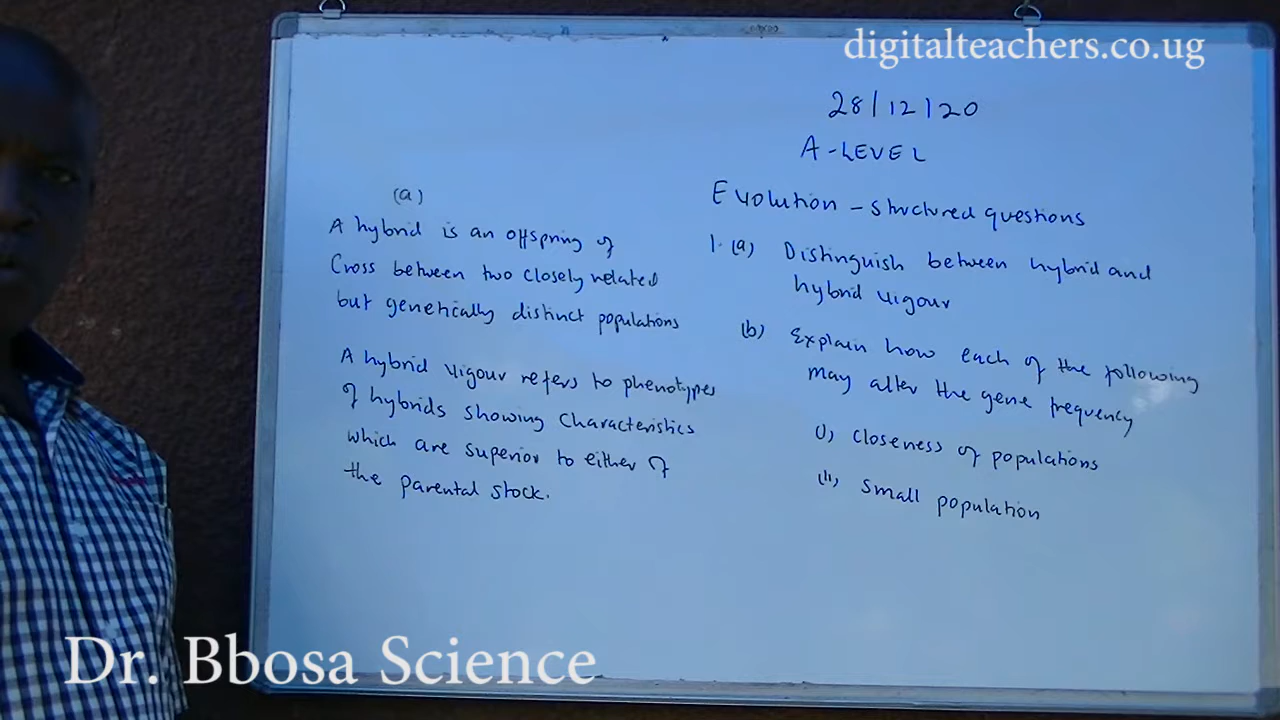 digitalteachers.co.ug
28/12/20
A-LEVEL
Evolution - structured questions
1. (a) Distinguish between hybrid and
hybrid vigour
(b) Explain how each of the following
may alter the gene frequency
(i) Closeness of populations
(ii) Small population
(a)
A hybrid is an offspring of
Cross between two closely related
but genetically distinct populations
A hybrid vigour refers to phenotypes
of hybrids showing Characteristics
which are superior to either of
the parental stock.
Dr. Bbosa Science